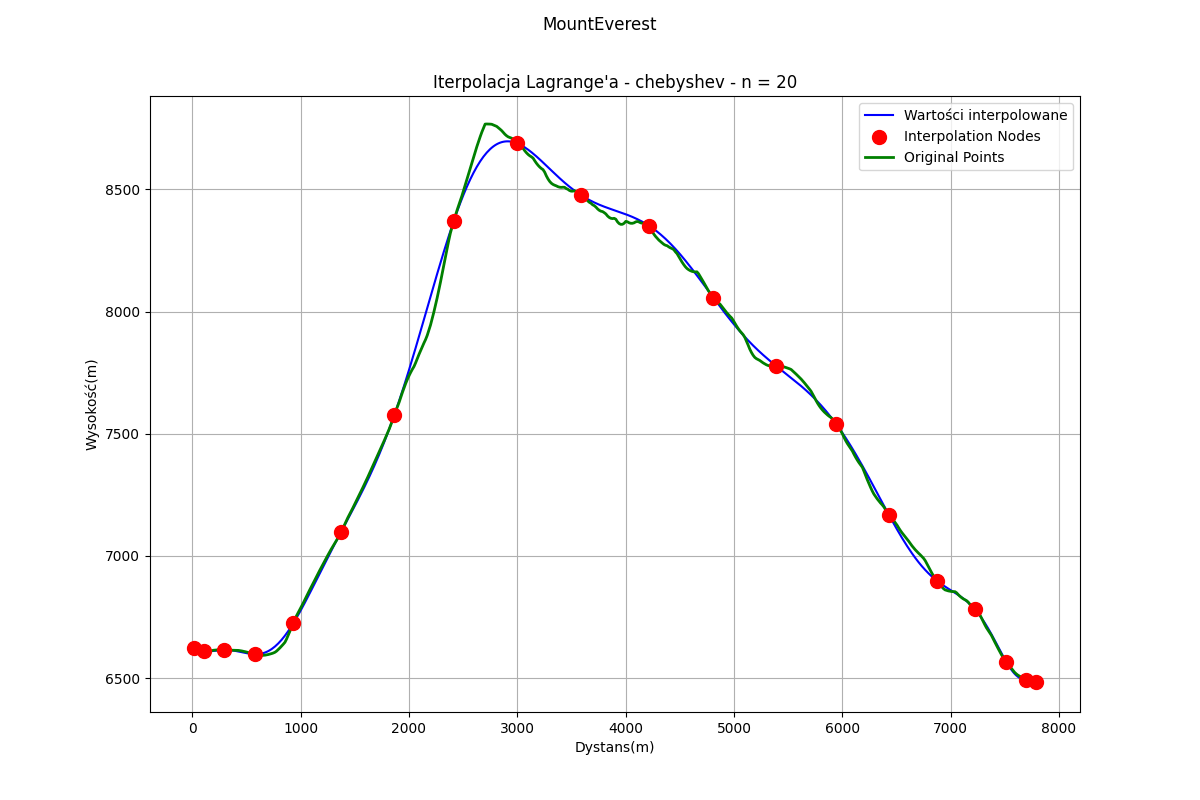 MountEverest
Iterpolacja Lagrange'a - chebyshev - n = 20
Wartości interpolowane
Interpolation Nodes
Original Points
Wysokość(m)
8500
8000
7500
7000
6500
0 1000 2000 3000 4000 5000 6000 7000 8000
Dystans(m)